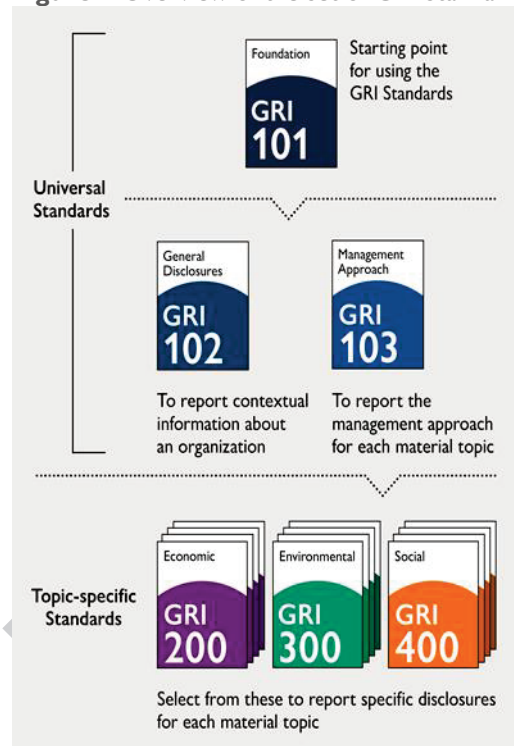 Foundation
GRI
101
Starting point
for using the
GRI Standards
Universal
Standards
General
Disclosures
GRI
102
Management
Approach
GRI
103
To report contextual
information about
an organization
To report the
management approach
for each material topic
Topic-specific
Standards
Economic
GRI
200
Environmental
GRI
300
Social
GRI
400
Select from these to report specific disclosures
for each material topic